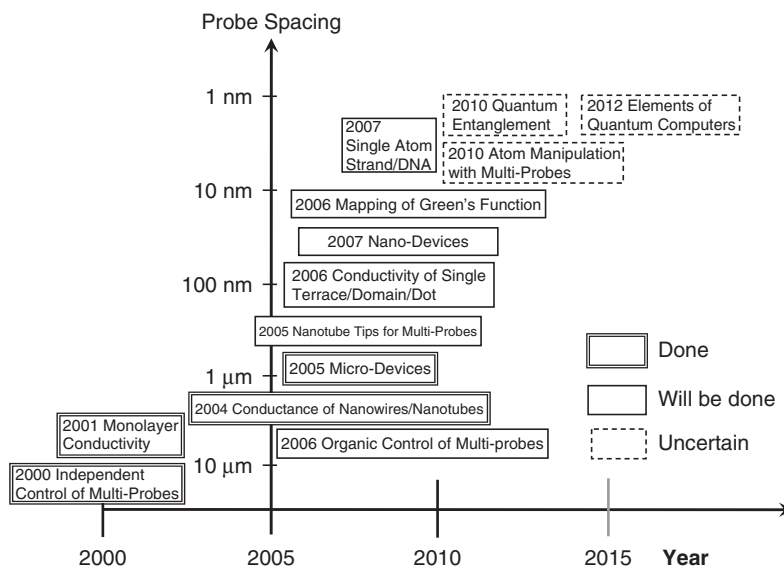 Probe Spacing
1 nm
2010 Quantum
Entanglement
2012 Elements of
Quantum Computers
2007
Single Atom
Strand/DNA
2010 Atom Manipulation
with Multi-Probes
10 nm
2006 Mapping of Green's Function
2007 Nano-Devices
100 nm
2006 Conductivity of Single
Terrace/Domain/Dot
2005 Nanotube Tips for Multi-Probes
Done
1 μm
2005 Micro-Devices
Will be done
2004 Conductance of Nanowires/Nanotubes
2001 Monolayer
Conductivity
2006 Organic Control of Multi-probes
Uncertain
10 μm
2000 Independent
Control of Multi-Probes
2000
2005
2010
2015
Year